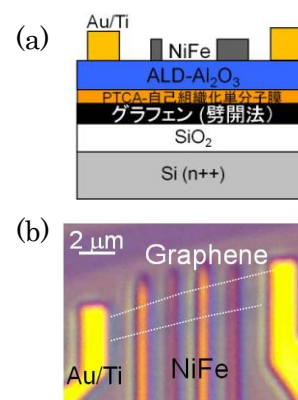 (a)
Au/Ti
NiFe
ALD-Al₂O₃
PTCA-自己組織化単分子膜
グラフェン (劈開法)
SiO₂
Si (n++)
(b)
2 μm
Graphene
Au/Ti
NiFe